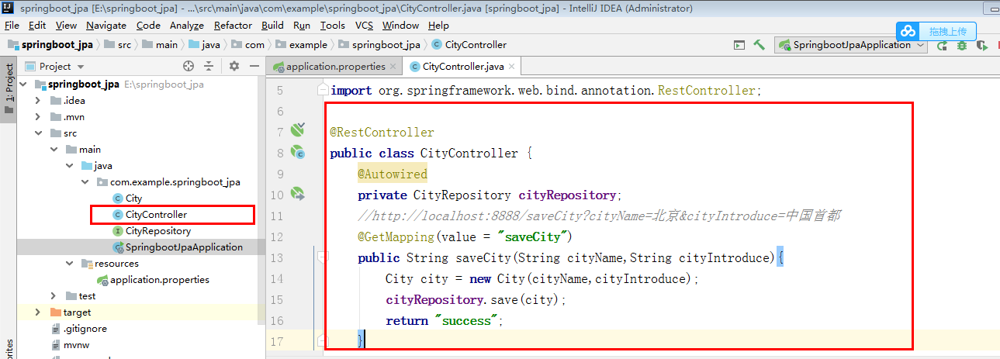 springboot_jpa [E:\springboot_jpa] - ...\src\main\java\com\example\springboot_jpa\CityController.java [springboot_jpa] - IntelliJ IDEA (Administrator)
File Edit View Navigate Code Analyze Refactor Build Run Tools VCS Window Help
拖拽上传
springboot_jpa src main java com example springboot_jpa CityController
SpringbootJpaApplication
1: Project
Project
application.properties CityController.java
springboot_jpa E:\springboot_jpa
.idea
.mvn
src
main
java
com.example.springboot_jpa
City
CityController
CityRepository
SpringbootJpaApplication
resources
application.properties
test
target
.gitignore
mvnw
5 import org.springframework.web.bind.annotation.RestController;
6
7 @RestController
8 public class CityController {
9 @Autowired
10 private CityRepository cityRepository;
11 //http://localhost:8888/saveCity?cityName=北京&cityIntroduce=中国首都
12 @GetMapping(value = "saveCity")
13 public String saveCity(String cityName,String cityIntroduce){
14 City city = new City(cityName,cityIntroduce);
15 cityRepository.save(city);
16 return "success";
17 }